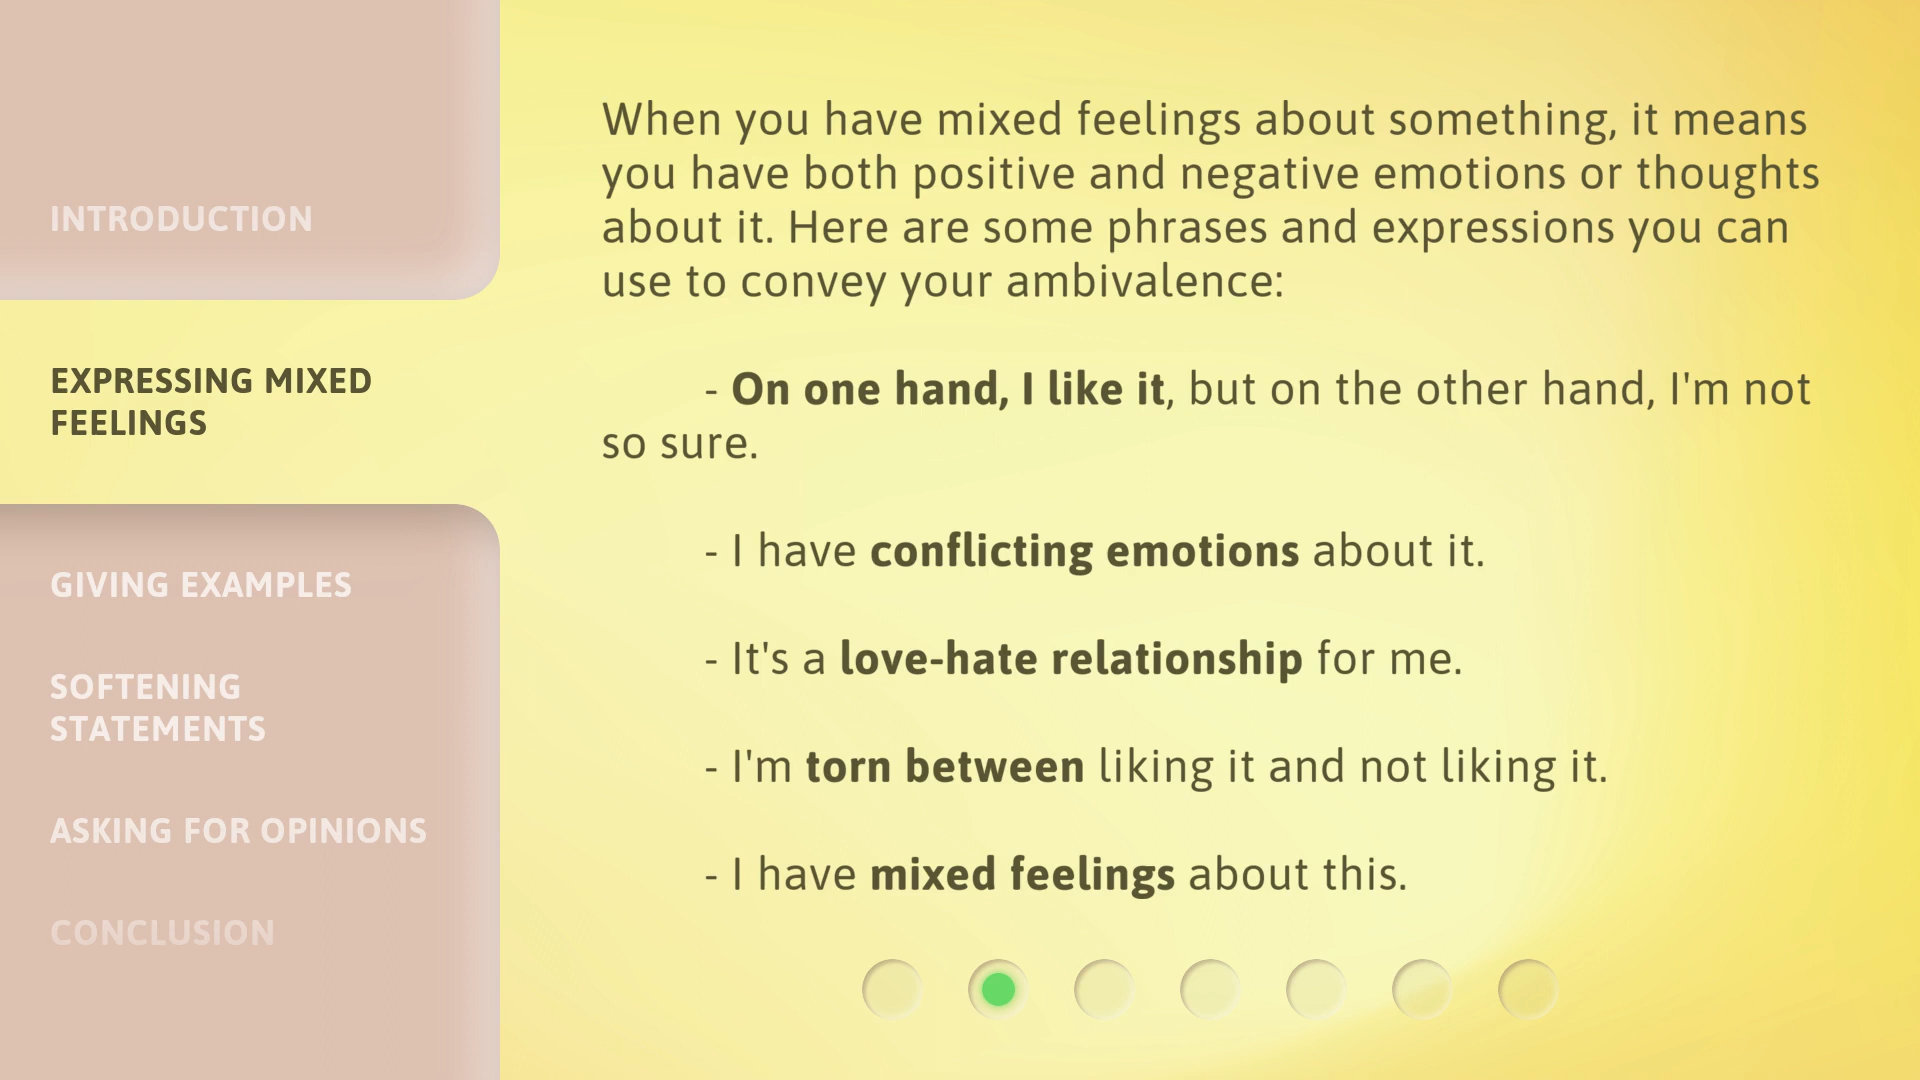 INTRODUCTION
EXPRESSING MIXED
FEELINGS
GIVING EXAMPLES
SOFTENING
STATEMENTS
ASKING FOR OPINIONS
CONCLUSION
When you have mixed feelings about something, it means
you have both positive and negative emotions or thoughts
about it. Here are some phrases and expressions you can
use to convey your ambivalence:
- On one hand, I like it, but on the other hand, I'm not
so sure.
- I have conflicting emotions about it.
- It's a love-hate relationship for me.
- I'm torn between liking it and not liking it.
- I have mixed feelings about this.